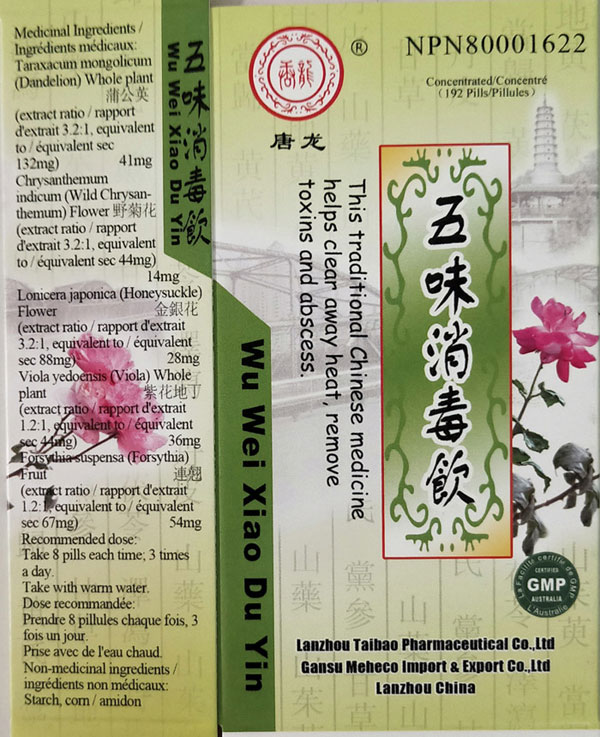 Medicinal Ingredients /
Ingrédients médicaux:
Taraxacum mongolicum
(Dandelion) Whole plant
蒲公英
(extract ratio / rapport
d'extrait 3.2:1, equivalent
to / équivalent sec
132mg) 41mg
Chrysanthemum
indicum (Wild Chrysan-
themum) Flower 野菊花
(extract ratio / rapport
d'extrait 3.2:1, equivalent
to / équivalent sec 44mg)
14mg
Lonicera japonica (Honeysuckle)
Flower 金銀花
(extract ratio / rapport d'extrait
3.2:1, equivalent to / équivalent
sec 88mg) 28mg
Viola yedoensis (Viola) Whole
plant 紫花地丁
(extract ratio / rapport d'extrait
1.2:1, equivalent to / équivalent
sec 44mg) 36mg
Forsythia suspensa (Forsythia)
Fruit 連翹
(extract ratio / rapport d'extrait
1.2:1, equivalent to / équivalent
sec 67mg) 54mg
Recommended dose:
Take 8 pills each time; 3 times
a day.
Take with warm water.
Dose recommandée:
Prendre 8 pillules chaque fois, 3
fois un jour.
Prise avec de l'eau chaud.
Non-medicinal ingredients /
ingrédients non médicaux:
Starch, corn / amidon
五味消毒飲
Wu Wei Xiao Du Yin
Wu Wei Xiao Du Yin
®
唐龙
NPN80001622
Concentrated/Concentré
(192 Pills/Pillules)
五味消毒飲
This traditional Chinese medicine
helps clear away heat, remove
toxins and abscess.
La Facilité certifié de GMP
CERTIFIED
GMP
AUSTRALIA
L'Australie
Lanzhou Taibao Pharmaceutical Co.,Ltd
Gansu Meheco Import & Export Co.,Ltd
Lanzhou China